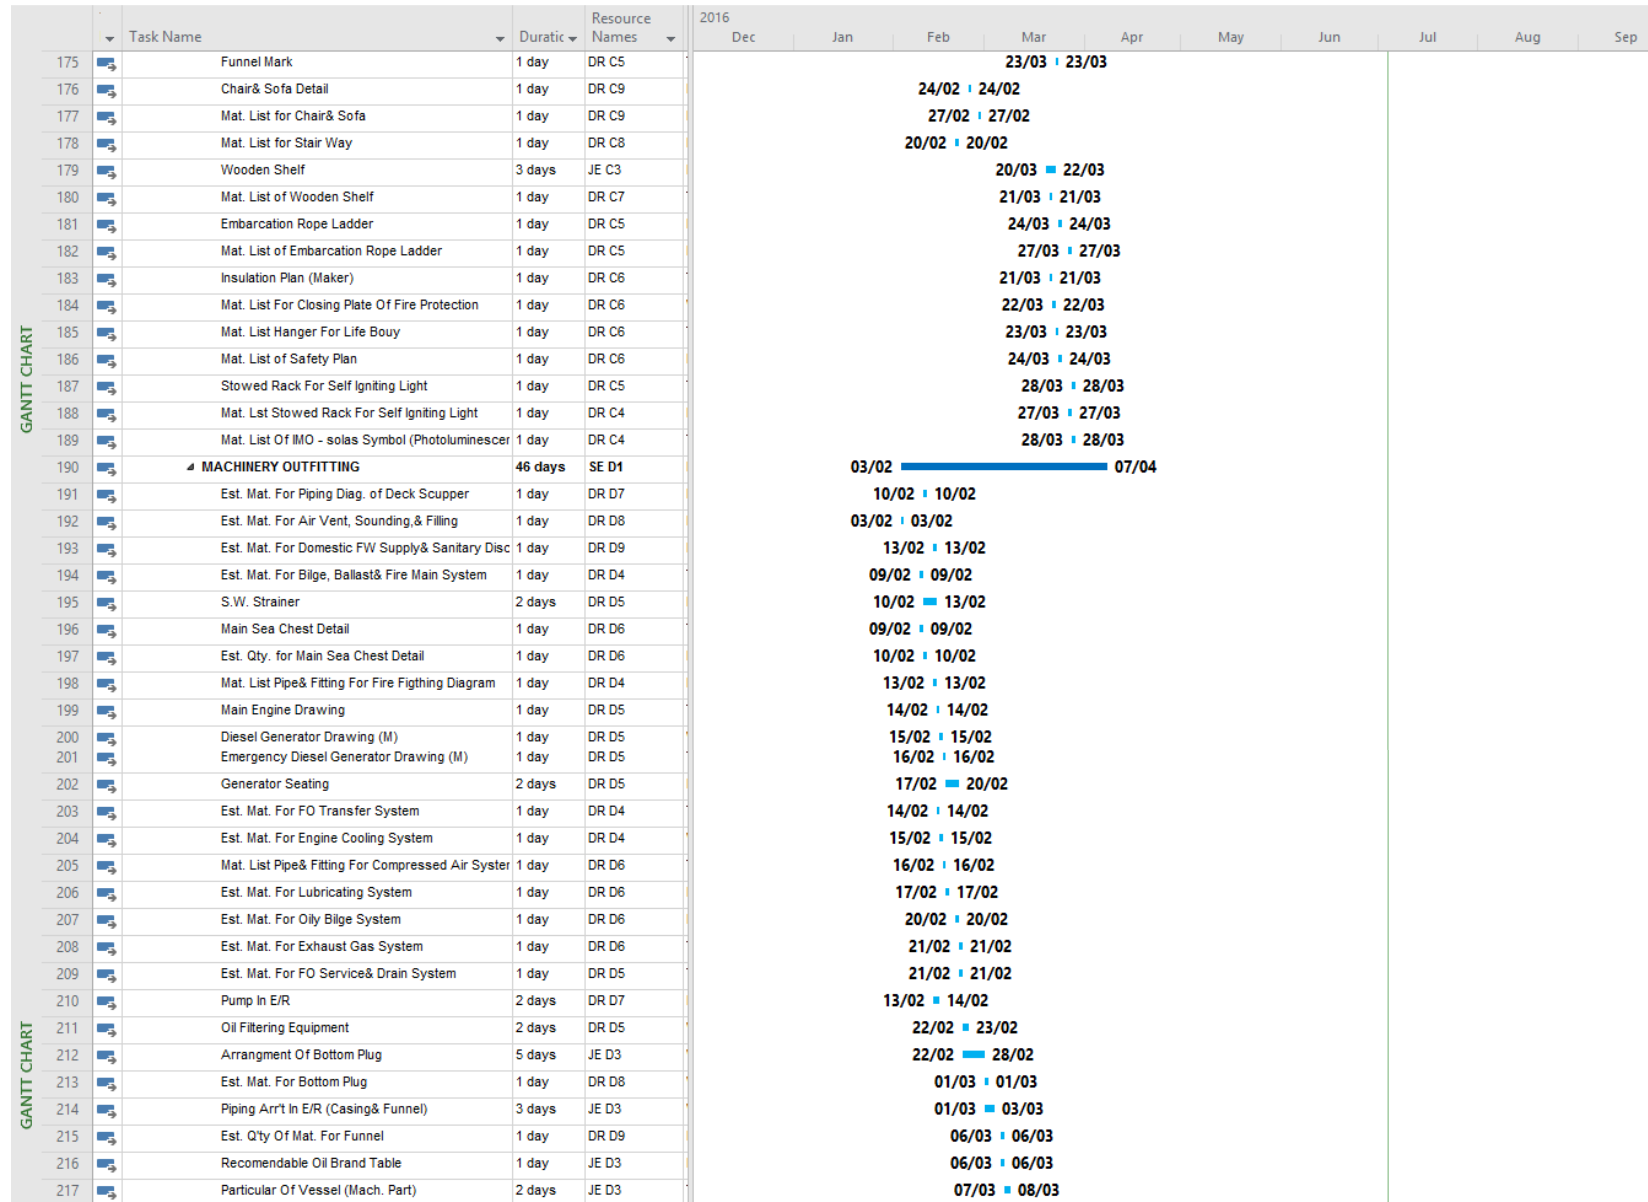 Resource
2016
Task Name Duratic Names Dec Jan Feb Mar Apr May Jun Jul Aug Sep
175 Funnel Mark 1 day DR C5 23/03 23/03
176 Chair& Sofa Detail 1 day DR C9 24/02 24/02
177 Mat. List for Chair& Sofa 1 day DR C9 27/02 27/02
178 Mat. List for Stair Way 1 day DR C8 20/02 20/02
179 Wooden Shelf 3 days JE C3 20/03 22/03
180 Mat. List of Wooden Shelf 1 day DR C7 21/03 21/03
181 Embarcation Rope Ladder 1 day DR C5 24/03 24/03
182 Mat. List of Embarcation Rope Ladder 1 day DR C5 27/03 27/03
183 Insulation Plan (Maker) 1 day DR C6 21/03 21/03
184 Mat. List For Closing Plate Of Fire Protection 1 day DR C6 22/03 22/03
185 Mat. List Hanger For Life Bouy 1 day DR C6 23/03 23/03
186 Mat. List of Safety Plan 1 day DR C6 24/03 24/03
187 Stowed Rack For Self Igniting Light 1 day DR C5 28/03 28/03
188 Mat. Lst Stowed Rack For Self Igniting Light 1 day DR C4 27/03 27/03
189 Mat. List Of IMO - solas Symbol (Photoluminescer 1 day DR C4 28/03 28/03
GANTT CHART
190 MACHINERY OUTFITTING 46 days SE D1 03/02 07/04
191 Est. Mat. For Piping Diag. of Deck Scupper 1 day DR D7 10/02 10/02
192 Est. Mat. For Air Vent, Sounding,& Filling 1 day DR D8 03/02 03/02
193 Est. Mat. For Domestic FW Supply& Sanitary Disc 1 day DR D9 13/02 13/02
194 Est. Mat. For Bilge, Ballast& Fire Main System 1 day DR D4 09/02 09/02
195 S.W. Strainer 2 days DR D5 10/02 13/02
196 Main Sea Chest Detail 1 day DR D6 09/02 09/02
197 Est. Qty. for Main Sea Chest Detail 1 day DR D6 10/02 10/02
198 Mat. List Pipe& Fitting For Fire Figthing Diagram 1 day DR D4 13/02 13/02
199 Main Engine Drawing 1 day DR D5 14/02 14/02
200 Diesel Generator Drawing (M) 1 day DR D5 15/02 15/02
201 Emergency Diesel Generator Drawing (M) 1 day DR D5 16/02 16/02
202 Generator Seating 2 days DR D5 17/02 20/02
203 Est. Mat. For FO Transfer System 1 day DR D4 14/02 14/02
204 Est. Mat. For Engine Cooling System 1 day DR D4 15/02 15/02
205 Mat. List Pipe& Fitting For Compressed Air Syster 1 day DR D6 16/02 16/02
206 Est. Mat. For Lubricating System 1 day DR D6 17/02 17/02
207 Est. Mat. For Oily Bilge System 1 day DR D6 20/02 20/02
208 Est. Mat. For Exhaust Gas System 1 day DR D6 21/02 21/02
209 Est. Mat. For FO Service& Drain System 1 day DR D5 21/02 21/02
210 Pump In E/R 2 days DR D7 13/02 14/02
211 Oil Filtering Equipment 2 days DR D5 22/02 23/02
212 Arrangment Of Bottom Plug 5 days JE D3 22/02 28/02
213 Est. Mat. For Bottom Plug 1 day DR D8 01/03 01/03
214 Piping Arr't In E/R (Casing& Funnel) 3 days JE D3 01/03 03/03
215 Est. Q'ty Of Mat. For Funnel 1 day DR D9 06/03 06/03
216 Recomendable Oil Brand Table 1 day JE D3 06/03 06/03
217 Particular Of Vessel (Mach. Part) 2 days JE D3 07/03 08/03
GANTT CHART